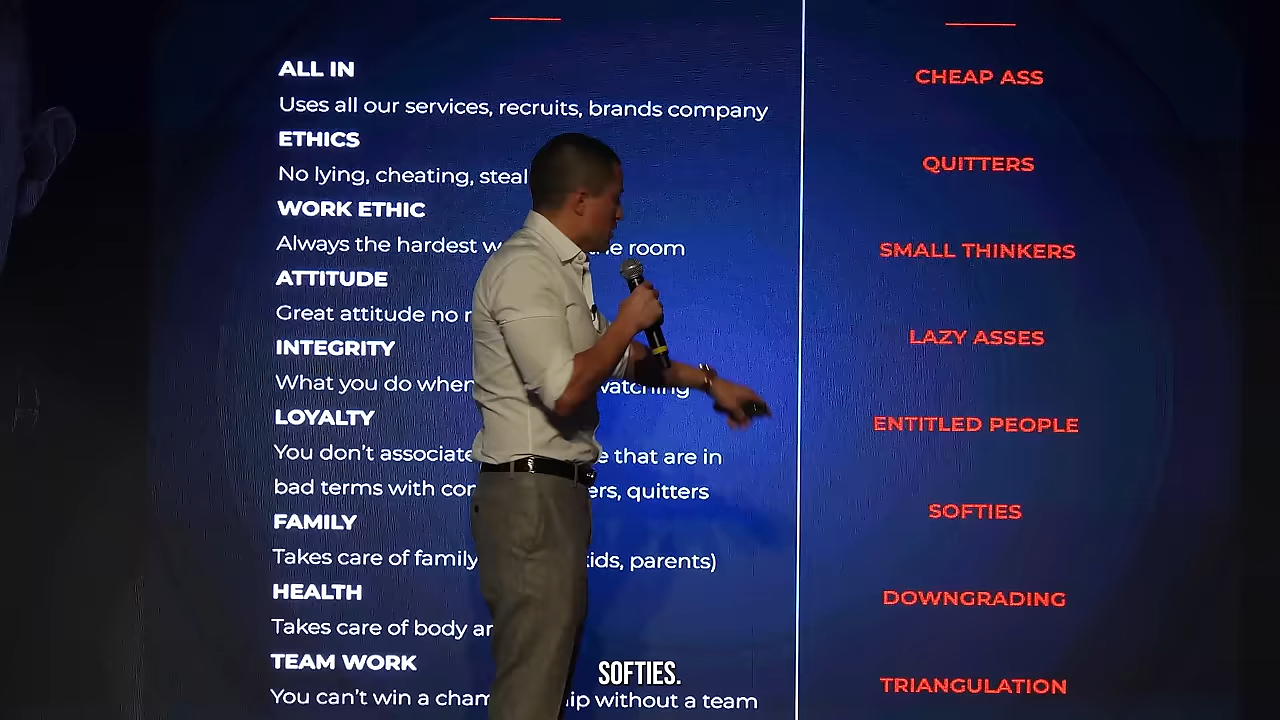 ALL IN
Uses all our services, recruits, brands company
ETHICS
No lying, cheating,
WORK ETHIC
Always the hardest room
ATTITUDE
Great attitude no
INTEGRITY
What you do when watching
LOYALTY
You don't associate that are in
bad terms with quitters
FAMILY
Takes care of family kids, parents)
HEALTH
Takes care of body
TEAM WORK
You can't win a without a team
CHEAP ASS
QUITTERS
SMALL THINKERS
LAZY ASSES
ENTITLED PEOPLE
SOFTIES
DOWNGRADING
TRIANGULATION
SOFTIES.